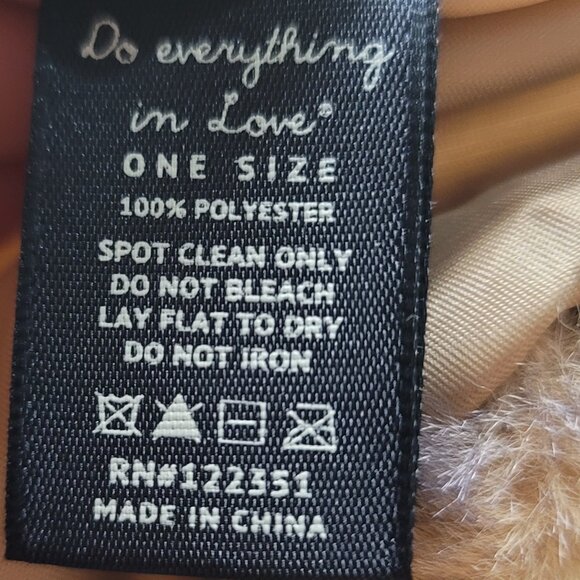 Do everything
in Love®
ONE SIZE
100% POLYESTER
SPOT CLEAN ONLY
DO NOT BLEACH
LAY FLAT TO DRY
DO NOT IRON
RN#122351
MADE IN CHINA